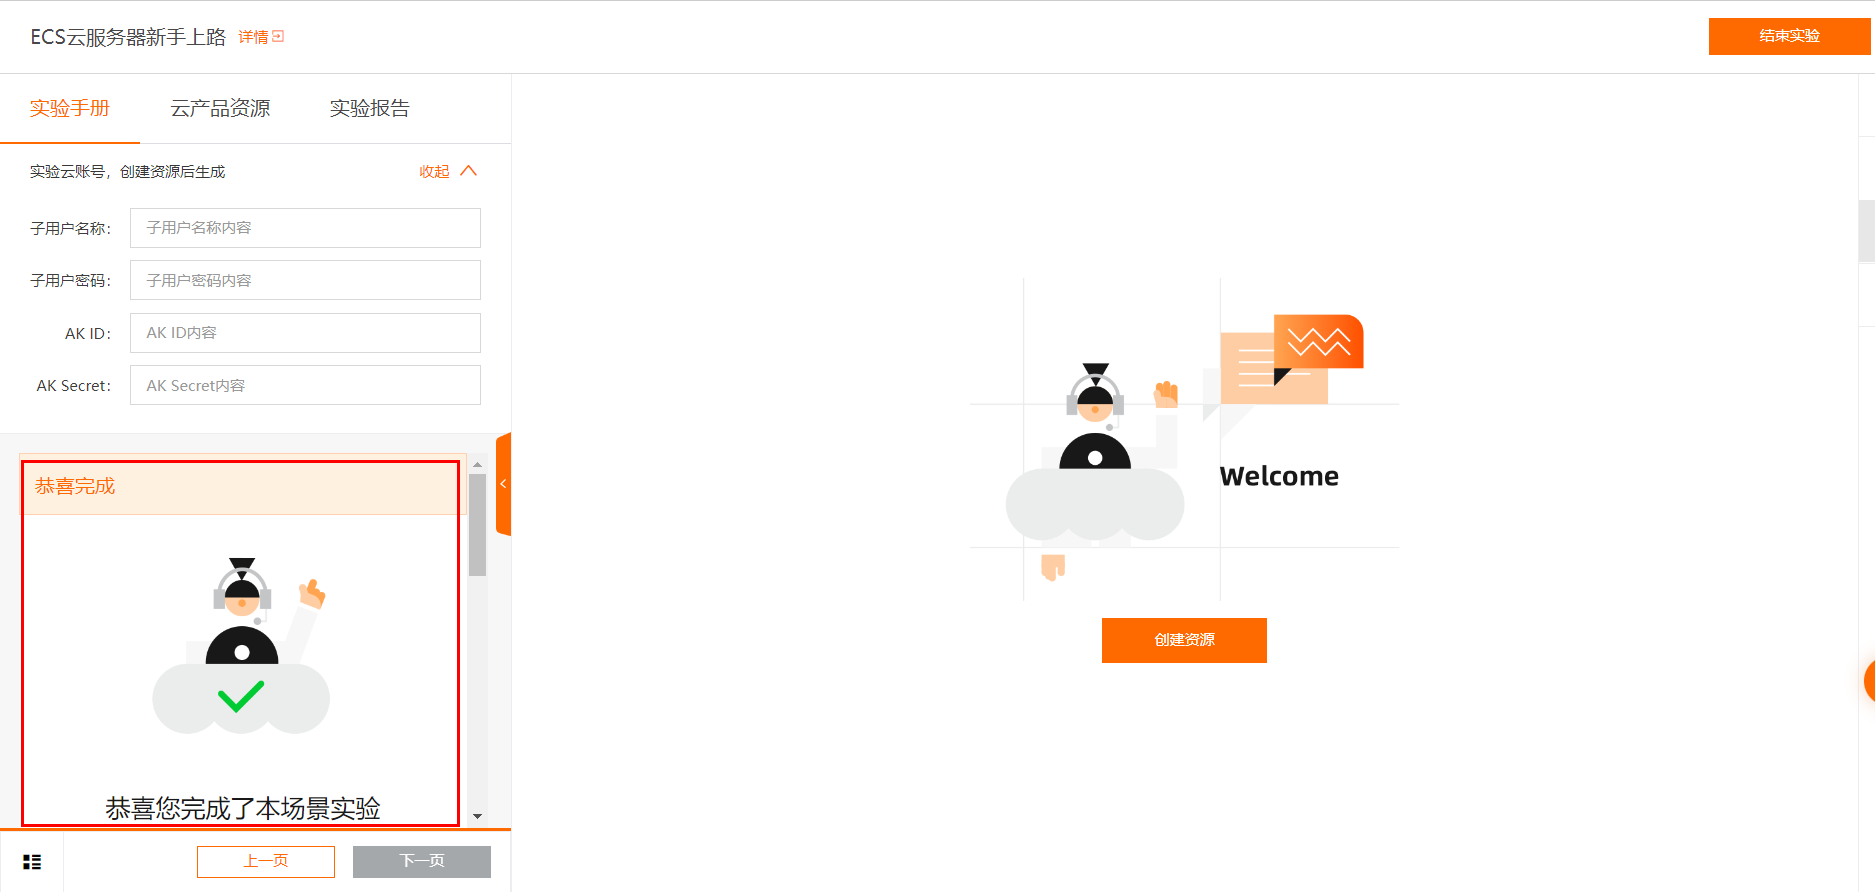 ECS云服务器新手上路 详情
结束实验
实验手册 云产品资源 实验报告
实验云账号，创建资源后生成 收起
子用户名称： 子用户名称内容
子用户密码： 子用户密码内容
AK ID： AK ID内容
AK Secret： AK Secret内容
恭喜完成
恭喜您完成了本场景实验
上一页 下一页
Welcome
创建资源